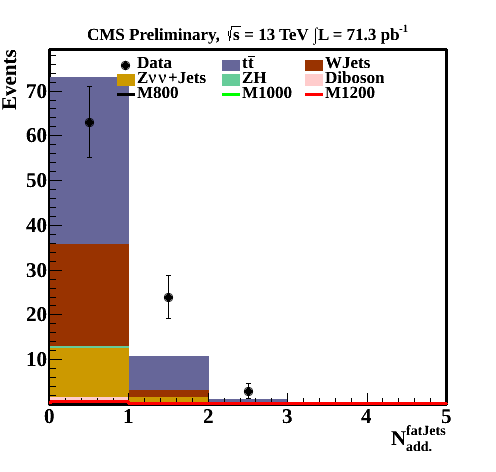 CMS Preliminary, √s = 13 TeV ∫L = 71.3 pb⁻¹
Events
Data tt̅ WJets
Zνν+Jets ZH Diboson
M800 M1000 M1200
70
60
50
40
30
20
10
0 1 2 3 4 5
N^fatJets_add.